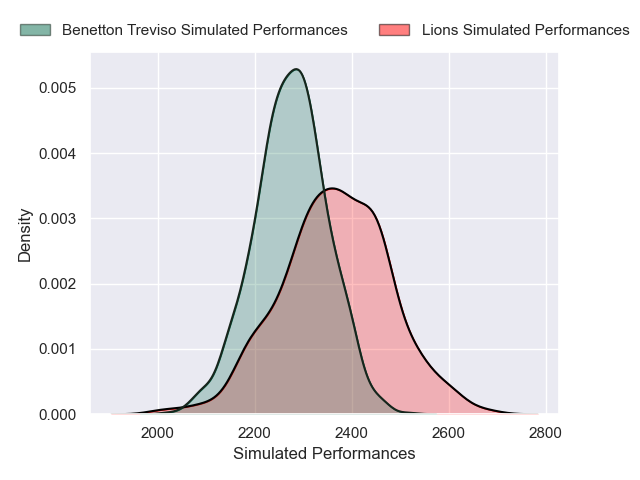 Benetton Treviso Simulated Performances
Lions Simulated Performances
0.005
0.004
0.003
0.002
0.001
0.000
Density
2000
2200
2400
2600
2800
Simulated Performances